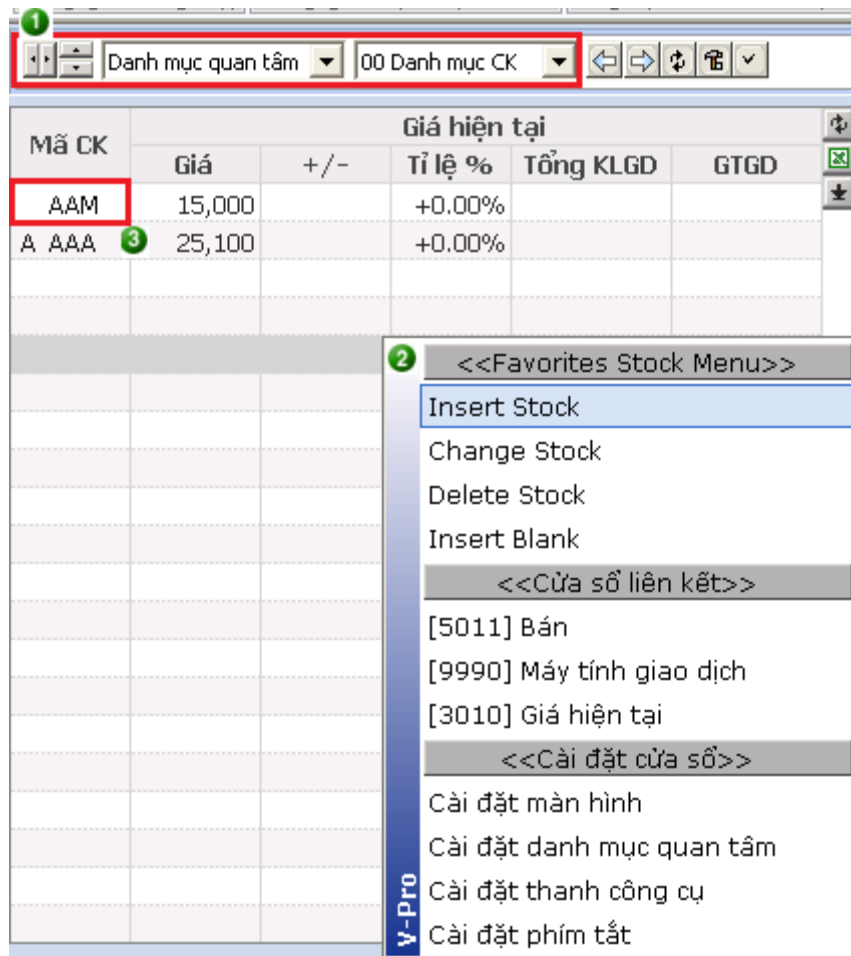 1
Danh mục quan tâm 00 Danh mục CK
Mã CK Giá hiện tại
Giá +/- Tỉ lệ % Tổng KLGD GTGD
AAM 15,000 +0.00%
A AAA 3 25,100 +0.00%
2 <<Favorites Stock Menu>>
Insert Stock
Change Stock
Delete Stock
Insert Blank
<<Cửa sổ liên kết>>
[5011] Bán
[9990] Máy tính giao dịch
[3010] Giá hiện tại
<<Cài đặt cửa sổ>>
Cài đặt màn hình
Cài đặt danh mục quan tâm
Cài đặt thanh công cụ
Cài đặt phím tắt
V-Pro